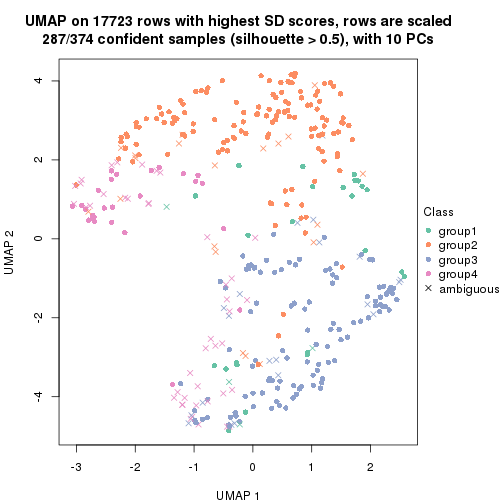 UMAP on 17723 rows with highest SD scores, rows are scaled
287/374 confident samples (silhouette > 0.5), with 10 PCs
4
2
0
-2
-4
UMAP 2
-3
-2
-1
0
1
2
UMAP 1
Class
group1
group2
group3
group4
ambiguous